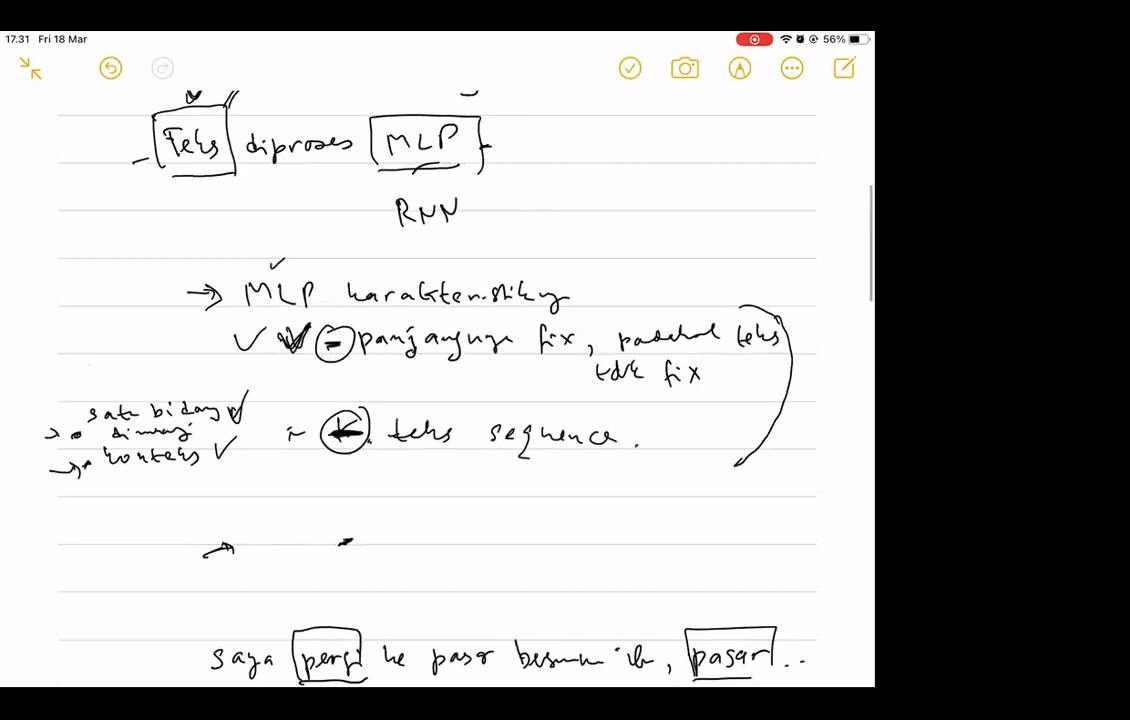 17.31 Fri 18 Mar 56%
Teks diproses MLP
RNN
→ MLP karakteristiknya
panjangnya fix, padahal teks
tdk fix
satu bidang
dimensi
konteks
teks sequence.
saya pergi ke pasar bersama ibu, pasar..